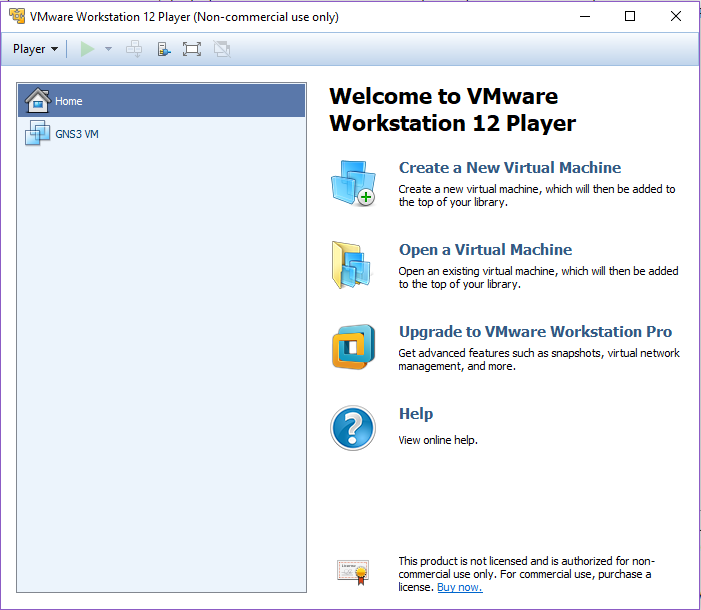 VMware Workstation 12 Player (Non-commercial use only)
Player
Home
GNS3 VM
Welcome to VMware
Workstation 12 Player
Create a New Virtual Machine
Create a new virtual machine, which will then be added to
the top of your library.
Open a Virtual Machine
Open an existing virtual machine, which will then be added
to the top of your library.
Upgrade to VMware Workstation Pro
Get advanced features such as snapshots, virtual network
management, and more.
Help
View online help.
This product is not licensed and is authorized for non-
commercial use only. For commercial use, purchase a
license. Buy now.